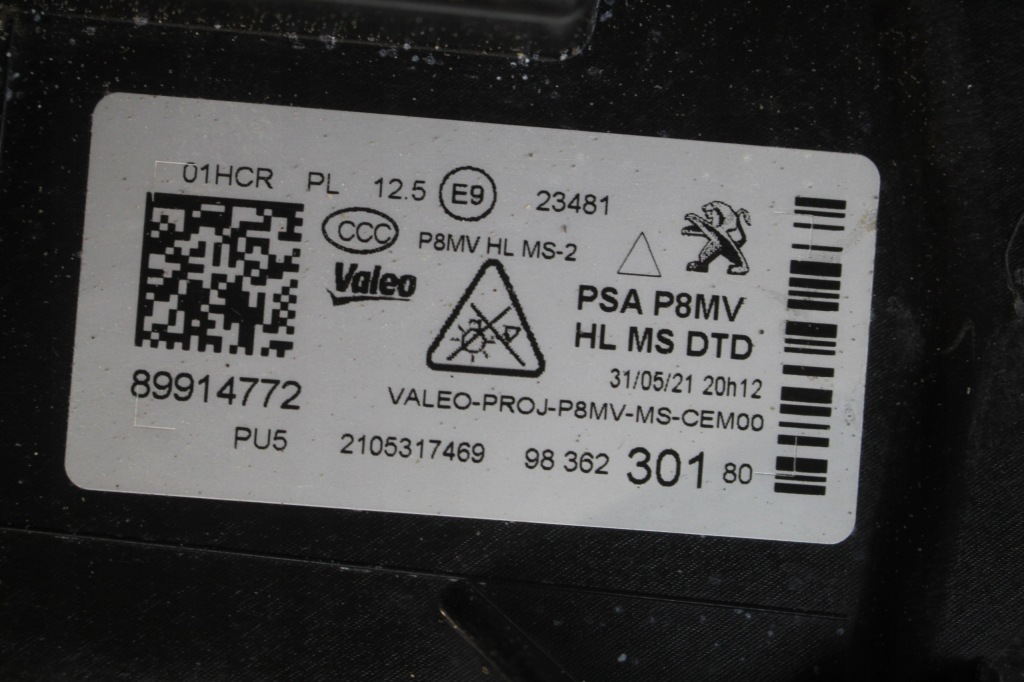 01HCR PL 12.5 E9 23481
CCC P8MV HL MS-2
Valeo
PSA P8MV
HL MS DTD
31/05/21 20h12
89914772
VALEO-PROJ-P8MV-MS-CEM00
PU5 2105317469 98 362 301 80